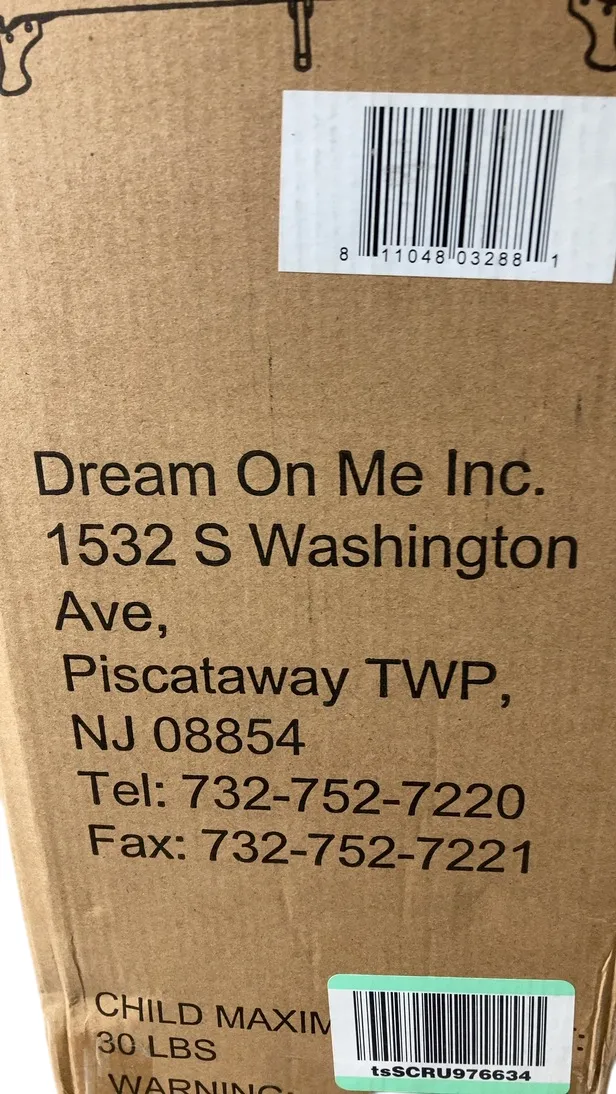 8 11048 03288 1
Dream On Me Inc.
1532 S Washington
Ave,
Piscataway TWP,
NJ 08854
Tel: 732-752-7220
Fax: 732-752-7221
CHILD
30 LBS
tsSCRU976634
WARNING: